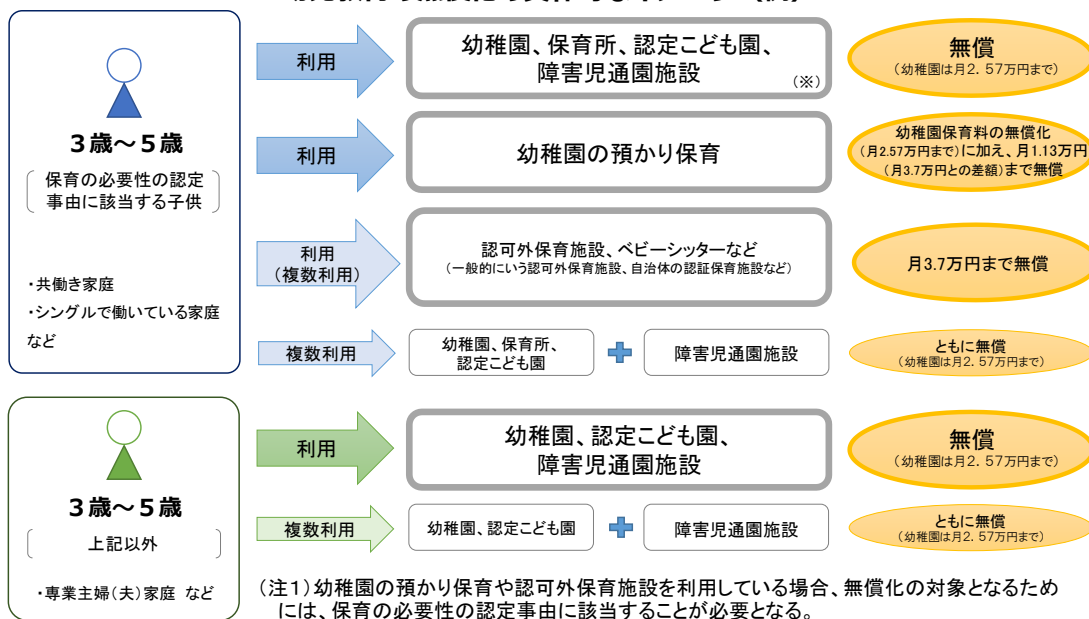 ３歳～５歳
保育の必要性の認定
事由に該当する子供
・共働き家庭
・シングルで働いている家庭
など
利用
幼稚園、保育所、認定こども園、
障害児通園施設
(※)
無償
(幼稚園は月2．57万円まで)
利用
幼稚園の預かり保育
幼稚園保育料の無償化
(月2.57万円まで)に加え、月1.13万円
(月3.7万円との差額)まで無償
利用
(複数利用)
認可外保育施設、ベビーシッターなど
(一般的にいう認可外保育施設、自治体の認証保育施設など)
月3.7万円まで無償
複数利用
幼稚園、保育所、
認定こども園
障害児通園施設
ともに無償
(幼稚園は月2．57万円まで)
３歳～５歳
上記以外
・専業主婦(夫)家庭 など
利用
幼稚園、認定こども園、
障害児通園施設
無償
(幼稚園は月2．57万円まで)
複数利用
幼稚園、認定こども園
障害児通園施設
ともに無償
(幼稚園は月2．57万円まで)
(注１)幼稚園の預かり保育や認可外保育施設を利用している場合、無償化の対象となるため
には、保育の必要性の認定事由に該当することが必要となる。